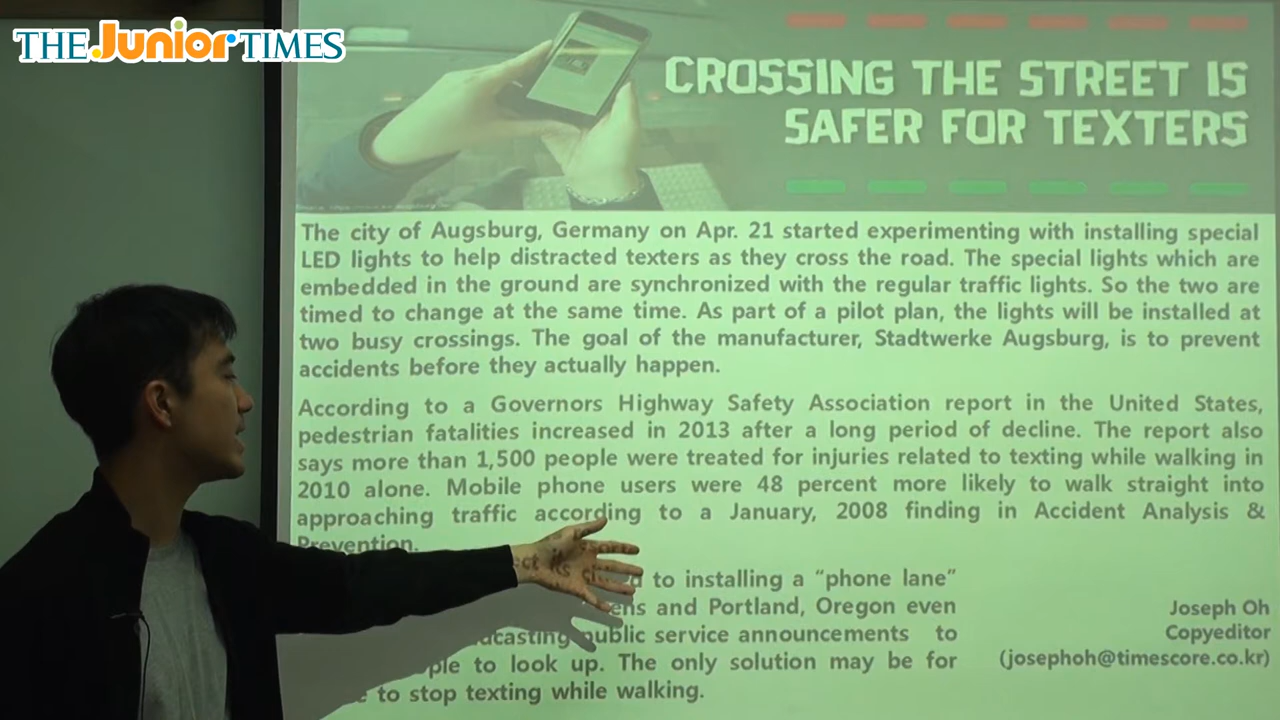 THE Junior TIMES
CROSSING THE STREET IS
SAFER FOR TEXTERS
The city of Augsburg, Germany on Apr. 21 started experimenting with installing special
LED lights to help distracted texters as they cross the road. The special lights which are
embedded in the ground are synchronized with the regular traffic lights. So the two are
timed to change at the same time. As part of a pilot plan, the lights will be installed at
two busy crossings. The goal of the manufacturer, Stadtwerke Augsburg, is to prevent
accidents before they actually happen.
According to a Governors Highway Safety Association report in the United States,
pedestrian fatalities increased in 2013 after a long period of decline. The report also
says more than 1,500 people were treated for injuries related to texting while walking in
2010 alone. Mobile phone users were 48 percent more likely to walk straight into
approaching traffic according to a January, 2008 finding in Accident Analysis &
Prevention.
to installing a “phone lane”
and Portland, Oregon even
public service announcements to
to look up. The only solution may be for
to stop texting while walking.
Joseph Oh
Copyeditor
(josephoh@timescore.co.kr)